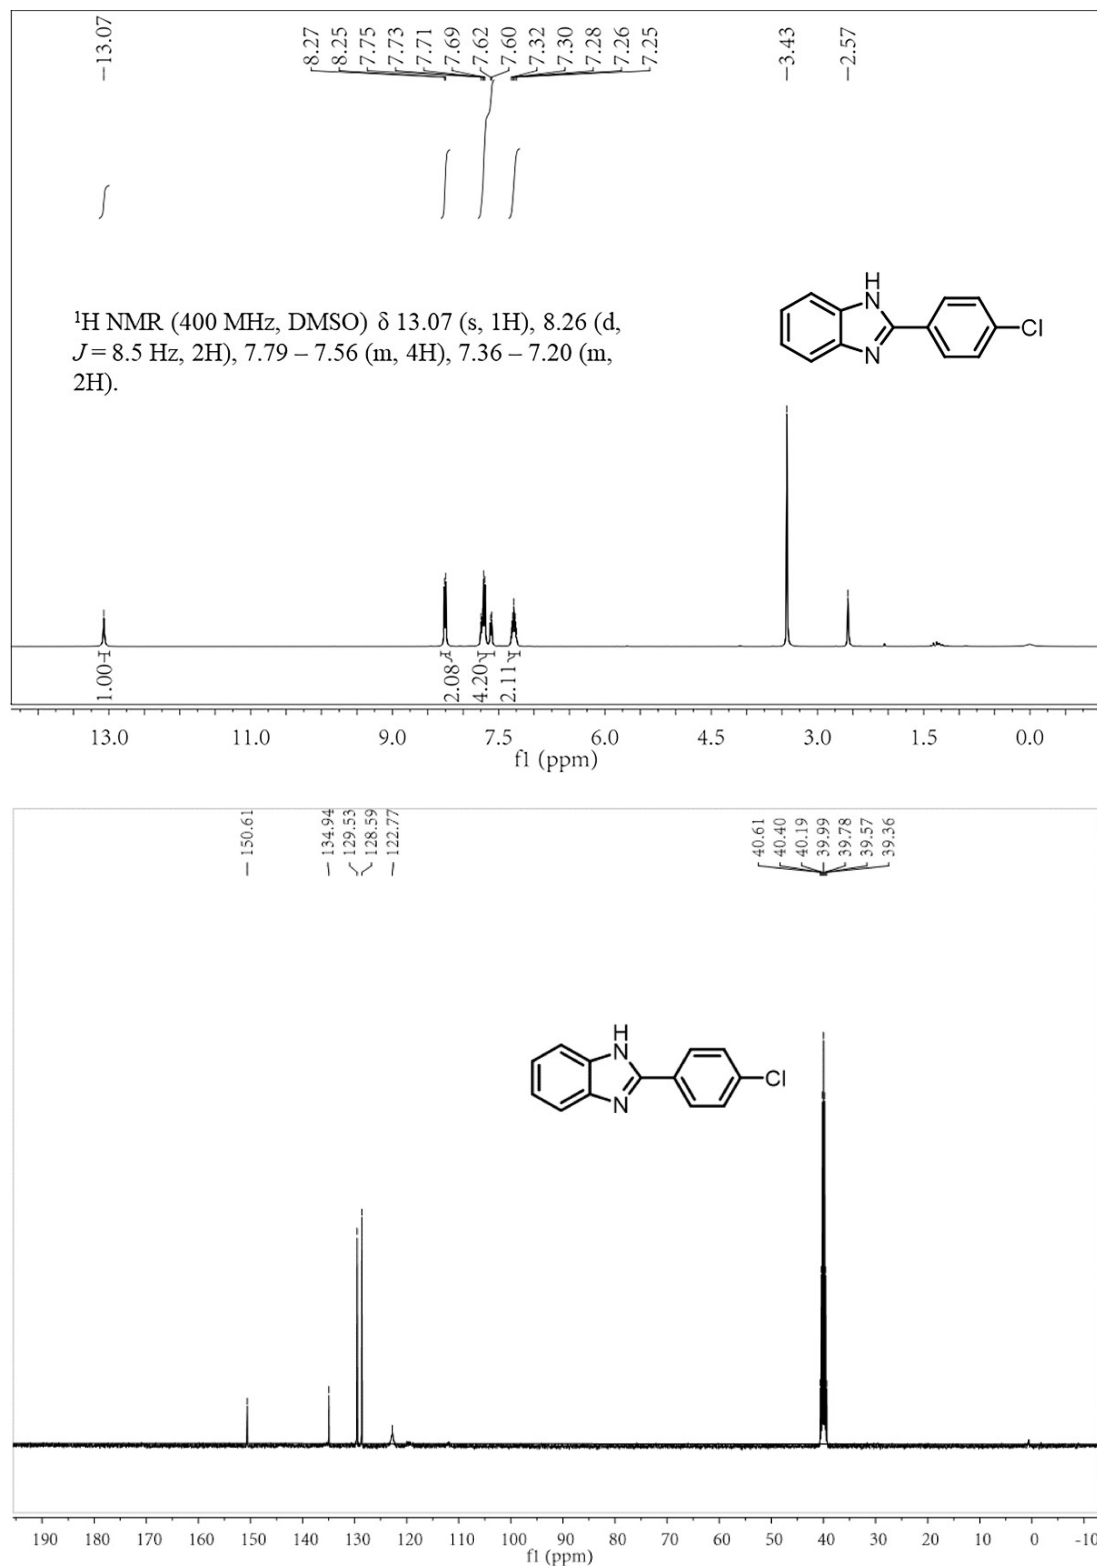 −13.07
8.27
8.25
7.75
7.73
7.71
7.69
7.62
7.60
7.32
7.30
7.28
7.26
7.25
−3.43
−2.57
¹H NMR (400 MHz, DMSO) δ 13.07 (s, 1H), 8.26 (d,
J = 8.5 Hz, 2H), 7.79 – 7.56 (m, 4H), 7.36 – 7.20 (m,
2H).
H
N
N
Cl
1.00
2.08
4.20
2.11
13.0 11.0 9.0 7.5 6.0 4.5 3.0 1.5 0.0
f1 (ppm)
150.61
134.94
129.53
128.59
122.77
40.61
40.40
40.19
39.99
39.78
39.57
39.36
H
N
N
Cl
190 180 170 160 150 140 130 120 110 100 90 80 70 60 50 40 30 20 10 0 -10
f1 (ppm)